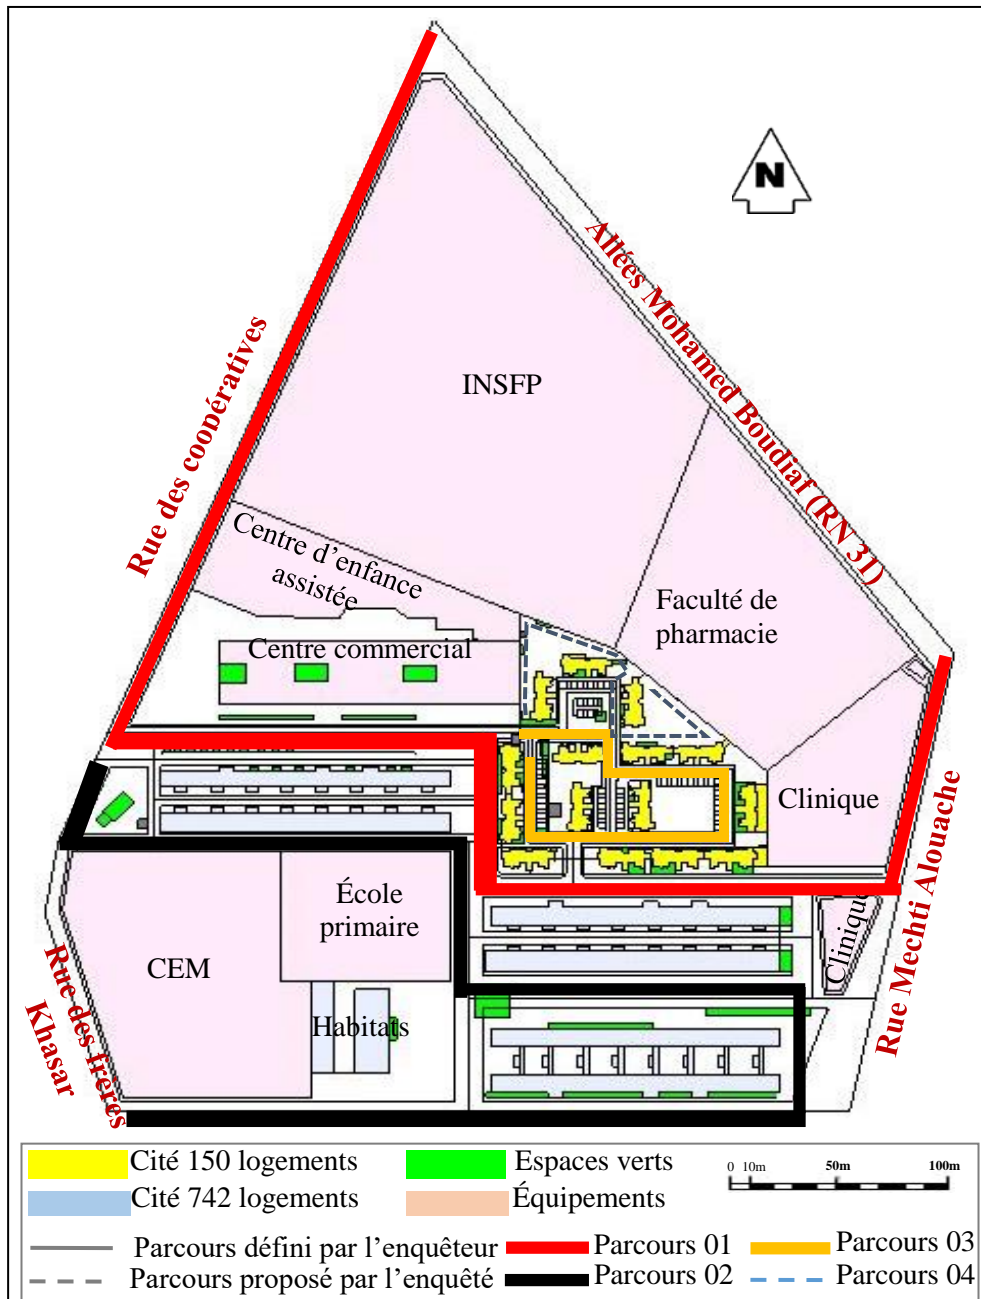 N
Allées Mohamed Boudiaf (RN 31)
Rue des coopératives
INSFP
Centre d’enfance
assistée
Faculté de
pharmacie
Centre commercial
Clinique
Rue Mechti Alouache
École
primaire
Clinique
CEM
Rue des frères
Khasar
Habitats
Cité 150 logements
Espaces verts
0 10m 50m 100m
Cité 742 logements
Équipements
Parcours défini par l’enquêteur
Parcours 01
Parcours 03
Parcours proposé par l’enquêté
Parcours 02
Parcours 04